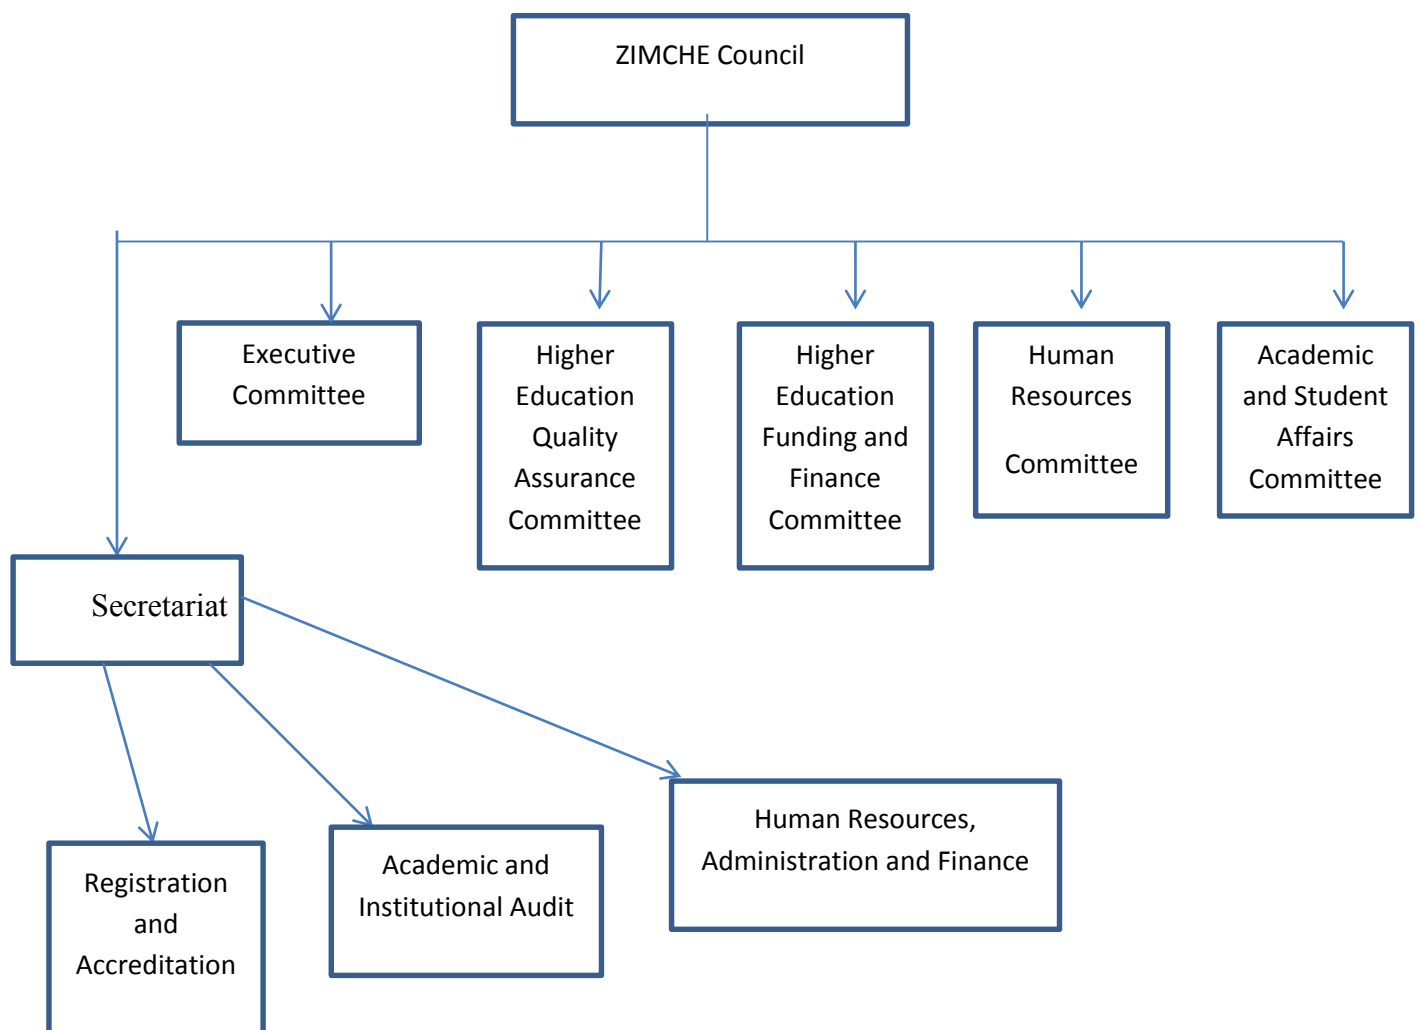 ZIMCHE Council
Executive
Committee
Higher
Education
Quality
Assurance
Committee
Higher
Education
Funding and
Finance
Committee
Human
Resources
Committee
Academic
and Student
Affairs
Committee
Secretariat
Registration
and
Accreditation
Academic and
Institutional Audit
Human Resources,
Administration and Finance